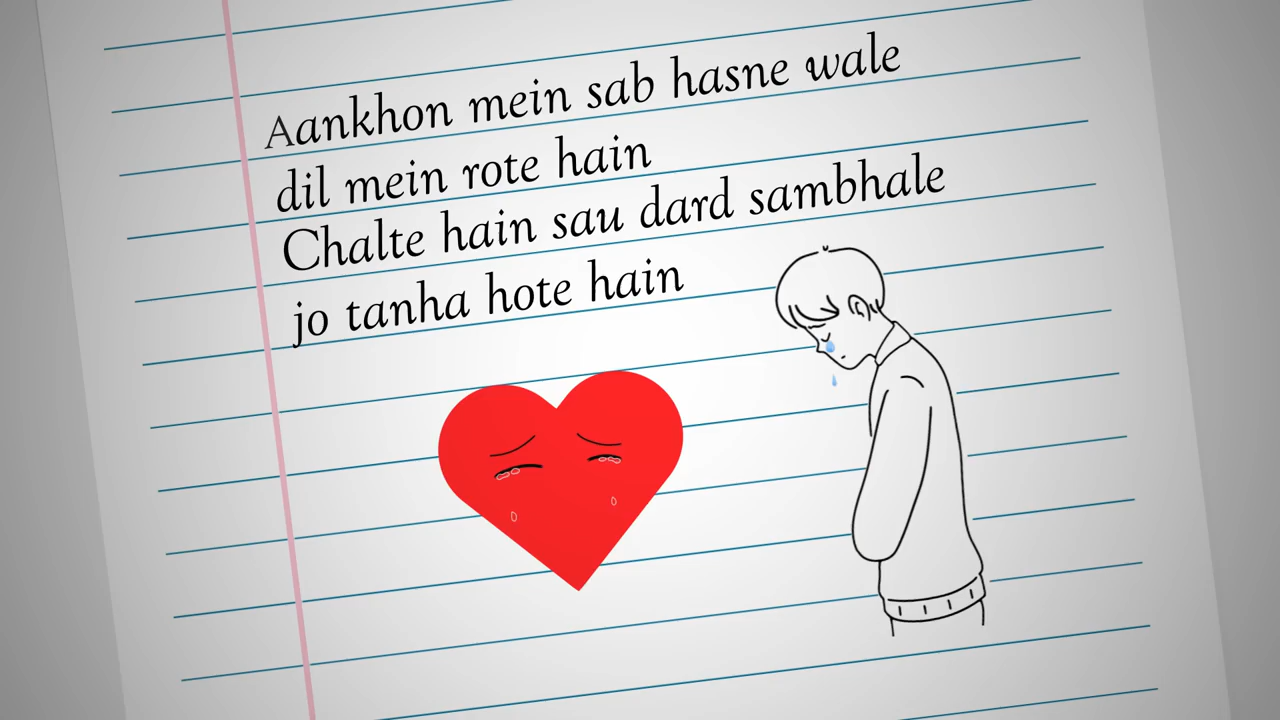 Aankhon mein sab hasne wale
dil mein rote hain
Chalte hain sau dard sambhale
jo tanha hote hain